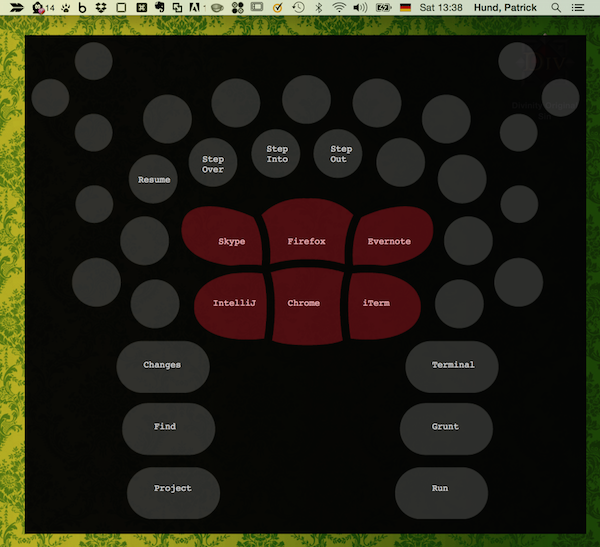 14
Sat 13:38
Hund, Patrick
Step
Over
Step
Into
Step
Out
Resume
Skype
Firefox
Evernote
IntelliJ
Chrome
iTerm
Changes
Terminal
Find
Grunt
Project
Run